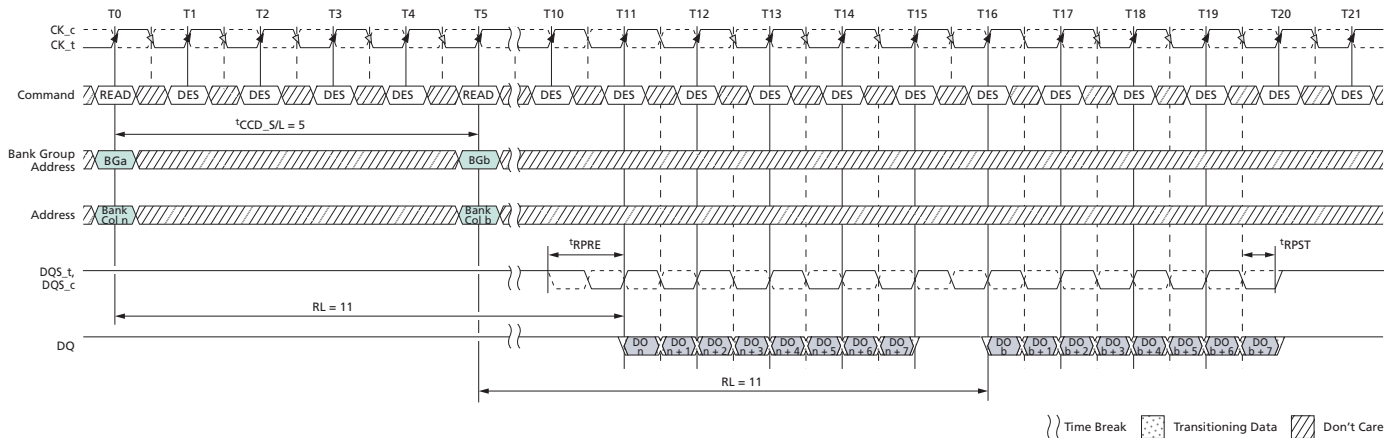 T0 T1 T2 T3 T4 T5 T10 T11 T12 T13 T14 T15 T16 T17 T18 T19 T20 T21
CK_c
CK_t
Command READ DES DES DES DES READ DES DES DES DES DES DES DES DES DES DES DES DES
tCCD_S/L = 5
Bank Group
Address
BGa BGb
Address
Bank
Col n
Bank
Col b
tRPRE tRPST
DQS_t,
DQS_c
RL = 11
DQ
DO
n
DO
n + 1
DO
n + 2
DO
n + 3
DO
n + 4
DO
n + 5
DO
n + 6
DO
n + 7
DO
b
DO
b + 1
DO
b + 2
DO
b + 3
DO
b + 4
DO
b + 5
DO
b + 6
DO
b + 7
RL = 11
Time Break Transitioning Data Don't Care